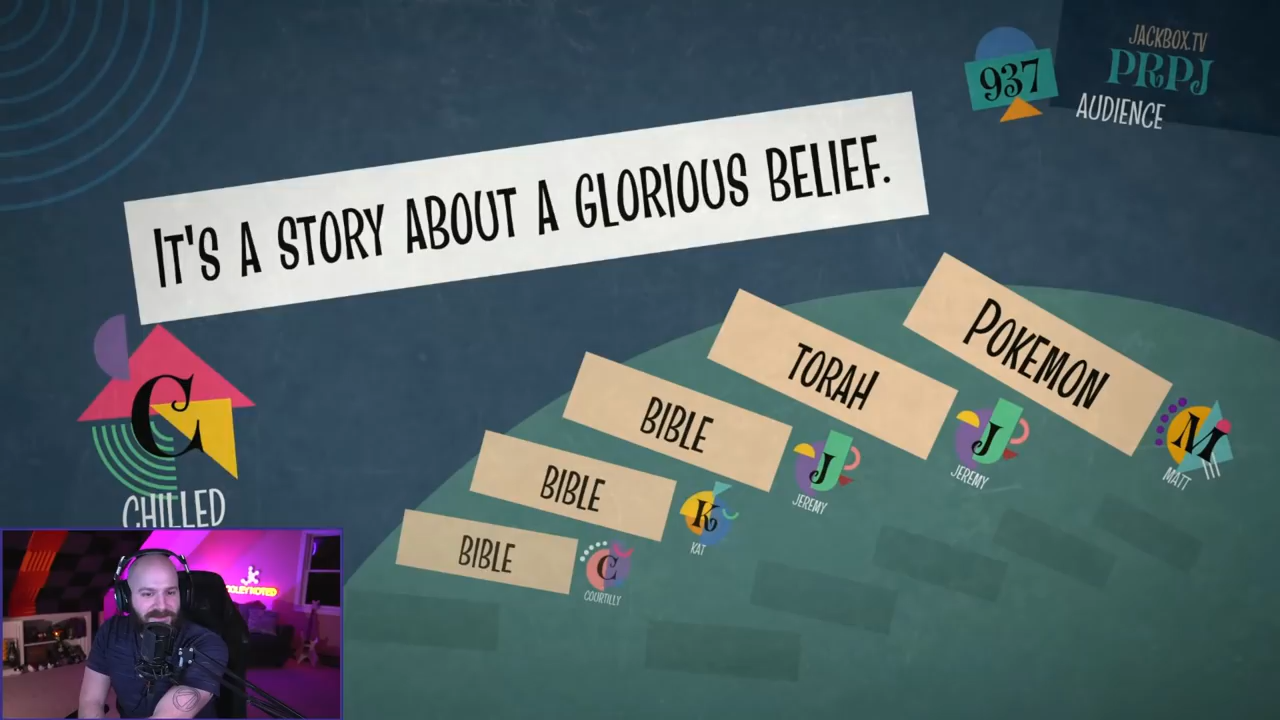 JACKBOX.TV
PRPJ
937
AUDIENCE
IT'S A STORY ABOUT A GLORIOUS BELIEF.
POKEMON
M
MATT
TORAH
J
JEREMY
BIBLE
J
JEREMY
BIBLE
K
KAT
BIBLE
C
COURTILLY
C
CHILLED